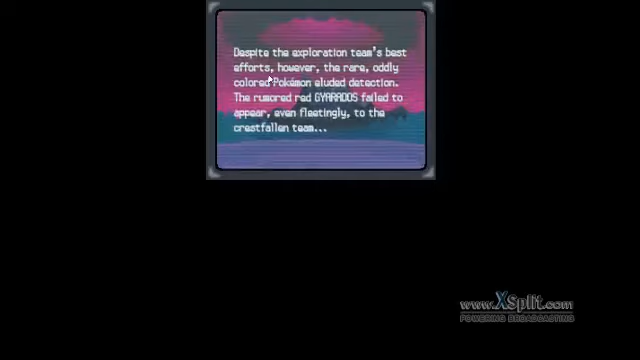 Despite the exploration team's best
efforts, however, the rare, oddly
colored Pokémon eluded detection.
The rumored red GYARADOS failed to
appear, even fleetingly, to the
crestfallen team...
www.XSplit.com
POWERING BROADCASTING